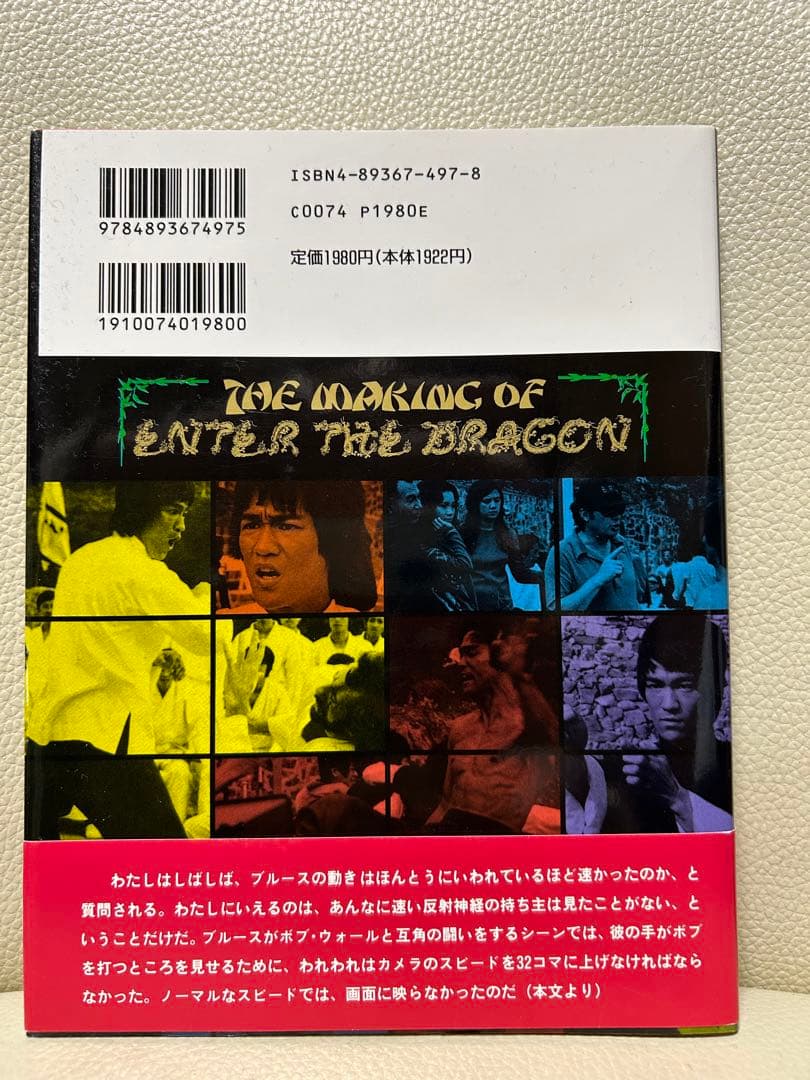 ISBN4-89367-497-8
C0074 P1980E
9784893674975
定価1980円(本体1922円)
1910074019800
THE MAKING OF
ENTER THE DRAGON
わたしはしばしば、ブルースの動きはほんとうにいわれているほど速かったのか、と
質問される。わたしにいえるのは、あんなに速い反射神経の持ち主は見たことがない、と
いうことだけだ。ブルースがボブ・ウォールと互角の闘いをするシーンでは、彼の手がボブ
を打つところを見せるために、われわれはカメラのスピードを32コマに上げなければなら
なかった。ノーマルなスピードでは、画面に映らなかったのだ（本文より）